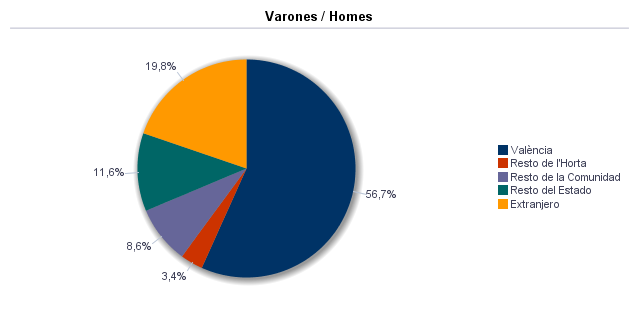 Varones / Homes
19,8%
11,6%
56,7%
8,6%
3,4%
València
Resto de l'Horta
Resto de la Comunidad
Resto del Estado
Extranjero